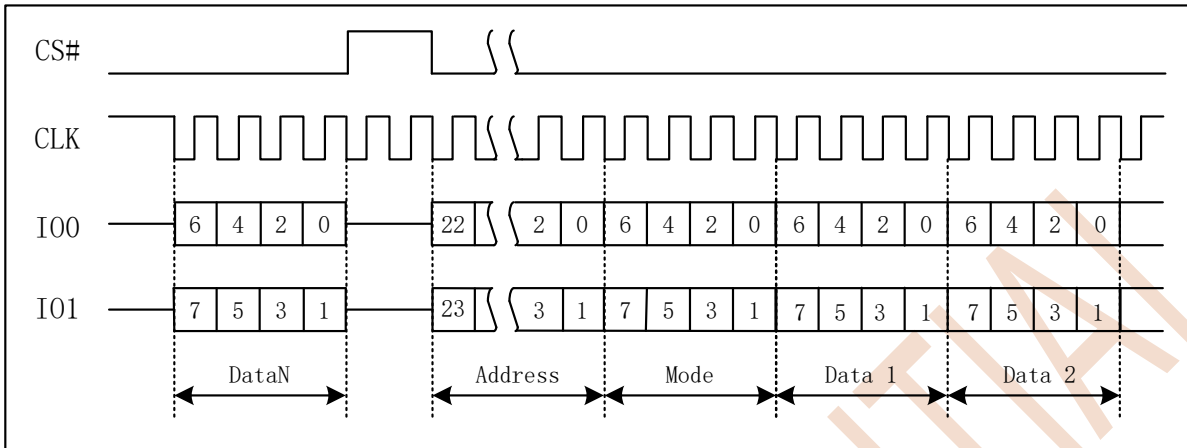 CS#
CLK
IO0 6 4 2 0 22 2 0 6 4 2 0 6 4 2 0 6 4 2 0
IO1 7 5 3 1 23 3 1 7 5 3 1 7 5 3 1 7 5 3 1
DataN Address Mode Data 1 Data 2